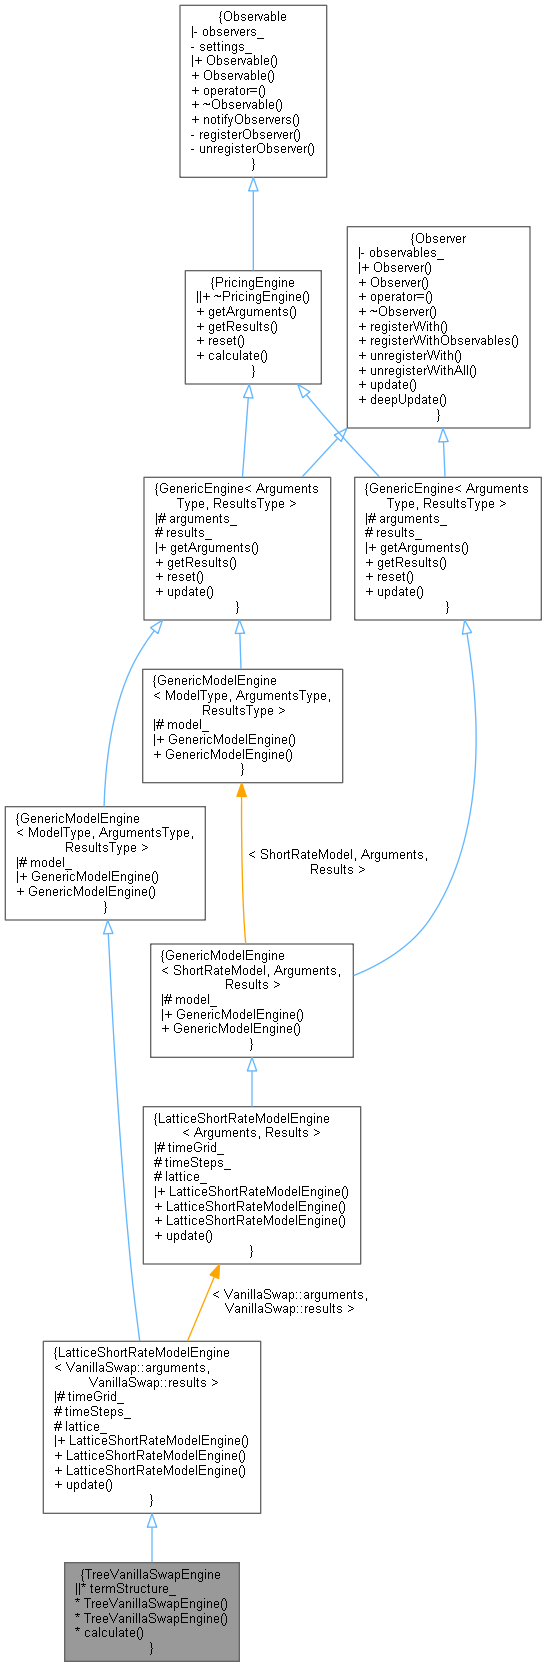 {Observable
|- observers_
- settings_
|+ Observable()
+ Observable()
+ operator=()
+ ~Observable()
+ notifyObservers()
- registerObserver()
- unregisterObserver()
}
{Observer
|- observables_
|+ Observer()
+ Observer()
+ operator=()
+ ~Observer()
+ registerWith()
+ registerWithObservables()
+ unregisterWith()
+ unregisterWithAll()
+ update()
+ deepUpdate()
}
{PricingEngine
||+ ~PricingEngine()
+ getArguments()
+ getResults()
+ reset()
+ calculate()
}
{GenericEngine< Arguments
Type, ResultsType >
|# arguments_
# results_
|+ getArguments()
+ getResults()
+ reset()
+ update()
}
{GenericEngine< Arguments
Type, ResultsType >
|# arguments_
# results_
|+ getArguments()
+ getResults()
+ reset()
+ update()
}
{GenericModelEngine
< ModelType, ArgumentsType,
ResultsType >
|# model_
|+ GenericModelEngine()
+ GenericModelEngine()
}
{GenericModelEngine
< ModelType, ArgumentsType,
ResultsType >
|# model_
|+ GenericModelEngine()
+ GenericModelEngine()
}
< ShortRateModel, Arguments,
Results >
{GenericModelEngine
< ShortRateModel, Arguments,
Results >
|# model_
|+ GenericModelEngine()
+ GenericModelEngine()
}
{LatticeShortRateModelEngine
< Arguments, Results >
|# timeGrid_
# timeSteps_
# lattice_
|+ LatticeShortRateModelEngine()
+ LatticeShortRateModelEngine()
+ LatticeShortRateModelEngine()
+ update()
}
< VanillaSwap::arguments,
VanillaSwap::results >
{LatticeShortRateModelEngine
< VanillaSwap::arguments,
VanillaSwap::results >
|# timeGrid_
# timeSteps_
# lattice_
|+ LatticeShortRateModelEngine()
+ LatticeShortRateModelEngine()
+ LatticeShortRateModelEngine()
+ update()
}
{TreeVanillaSwapEngine
||* termStructure_
* TreeVanillaSwapEngine()
* TreeVanillaSwapEngine()
* calculate()
}